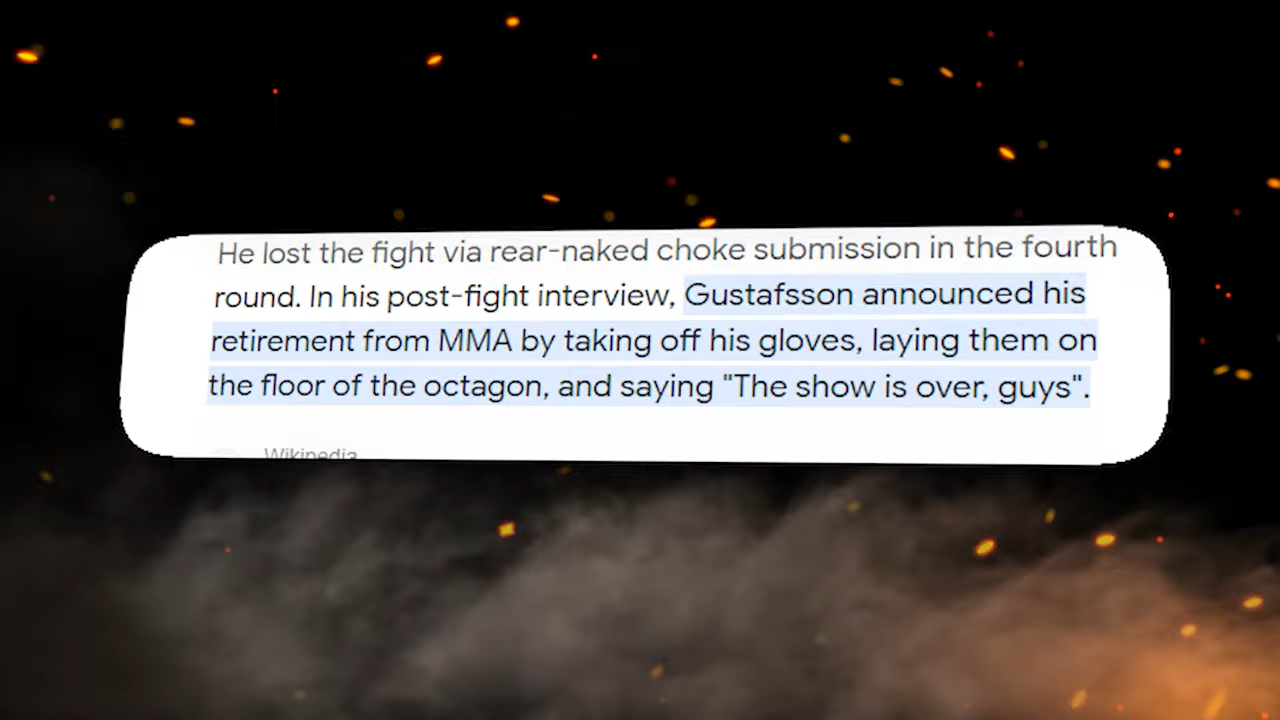 He lost the fight via rear-naked choke submission in the fourth
round. In his post-fight interview, Gustafsson announced his
retirement from MMA by taking off his gloves, laying them on
the floor of the octagon, and saying "The show is over, guys".
Wikipedia